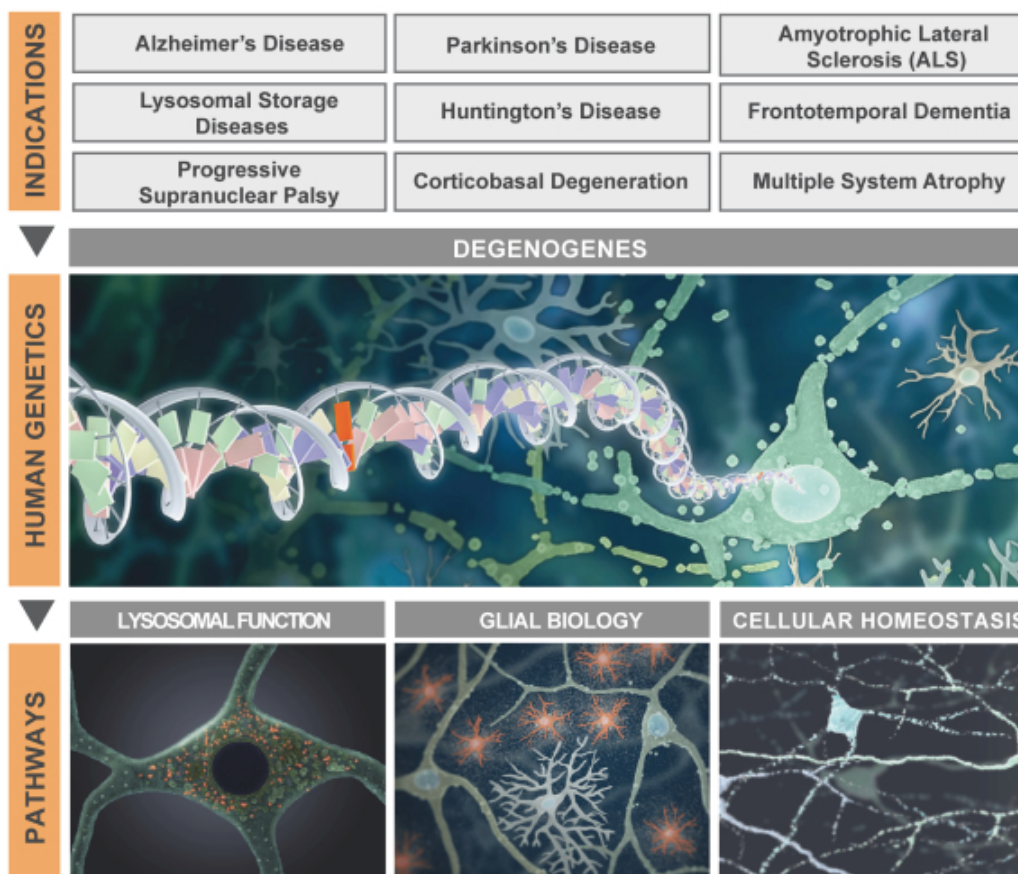 INDICATIONS
Alzheimer's Disease
Parkinson's Disease
Amyotrophic Lateral
Sclerosis (ALS)
Lysosomal Storage
Diseases
Huntington's Disease
Frontotemporal Dementia
Progressive
Supranuclear Palsy
Corticobasal Degeneration
Multiple System Atrophy
DEGENOGENES
HUMAN GENETICS
LYSOSOMAL FUNCTION
GLIAL BIOLOGY
CELLULAR HOMEOSTASIS
PATHWAYS